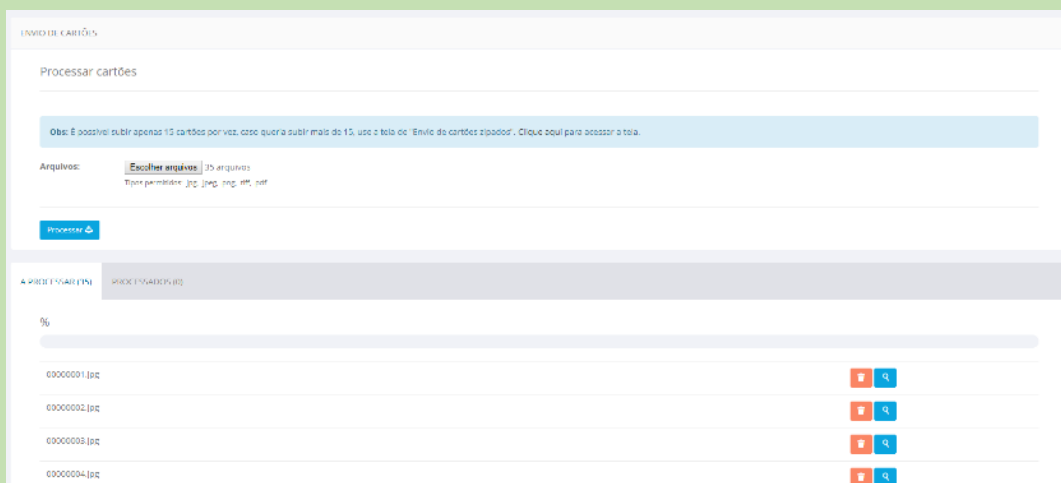 ENVIO DE CARTÕES
Processar cartões
Obs: É possível subir apenas 15 cartões por vez, caso queria subir mais de 15, use a tela de "Envio de cartões zipados". Clique aqui para acessar a tela.
Arquivos: Escolher arquivos 35 arquivos
Tipos permitidos: jpg, jpeg, png, tiff, pdf
Processar
A PROCESSAR (15) PROCESSADOS (0)
%
00000001.jpg
00000002.jpg
00000003.jpg
00000004.jpg